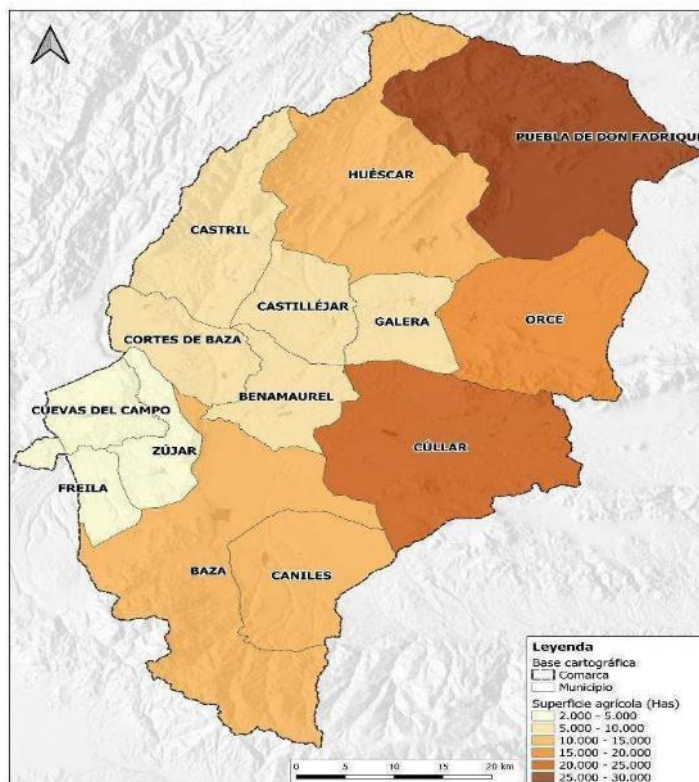 PUEBLA DE DON FADRIQUE
HUÉSCAR
CASTRIL
CASTILLÉJAR
GALERA
ORCE
CORTES DE BAZA
BENAMAUREL
CUEVAS DEL CAMPO
ZÚJAR
CÚLLAR
FREILA
BAZA
CANILES
Leyenda
Base cartográfica
Comarca
Municipio
Superficie agrícola (Has)
2.000 - 5.000
5.000 - 10.000
10.000 - 15.000
15.000 - 20.000
20.000 - 25.000
25.000 - 30.000
0 5 10 15 20 km